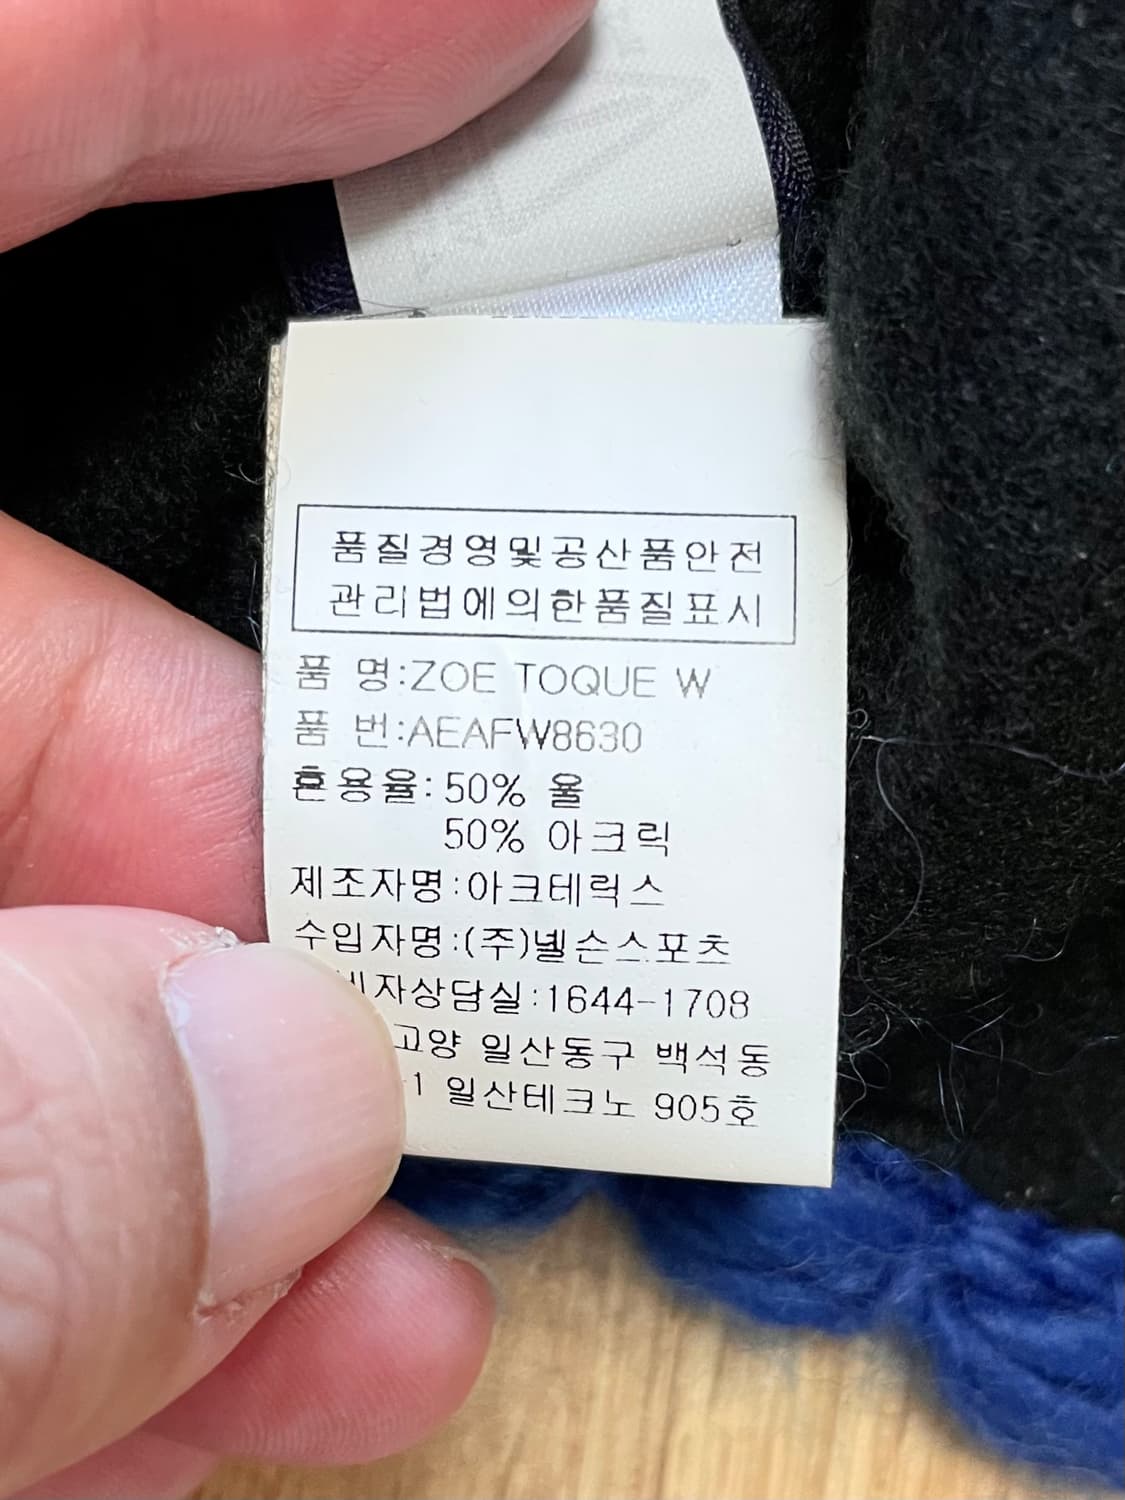 품질경영및공산품안전
관리법에의한품질표시
품 명:ZOE TOQUE W
품 번:AEAFW8630
혼용율:50% 울
50% 아크릭
제조자명:아크테릭스
수입자명:(주)넬슨스포츠
비자상담실:1644-1708
고양 일산동구 백석동
-1 일산테크노 905호